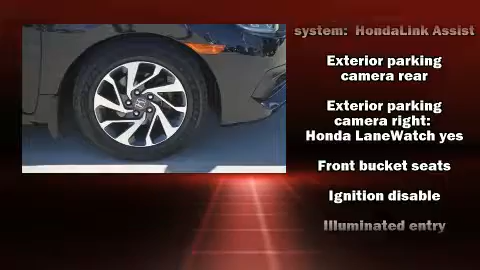 system: HondaLink Assist
Exterior parking
camera rear
Exterior parking
camera right:
Honda LaneWatch yes
Front bucket seats
Ignition disable
Illuminated entry